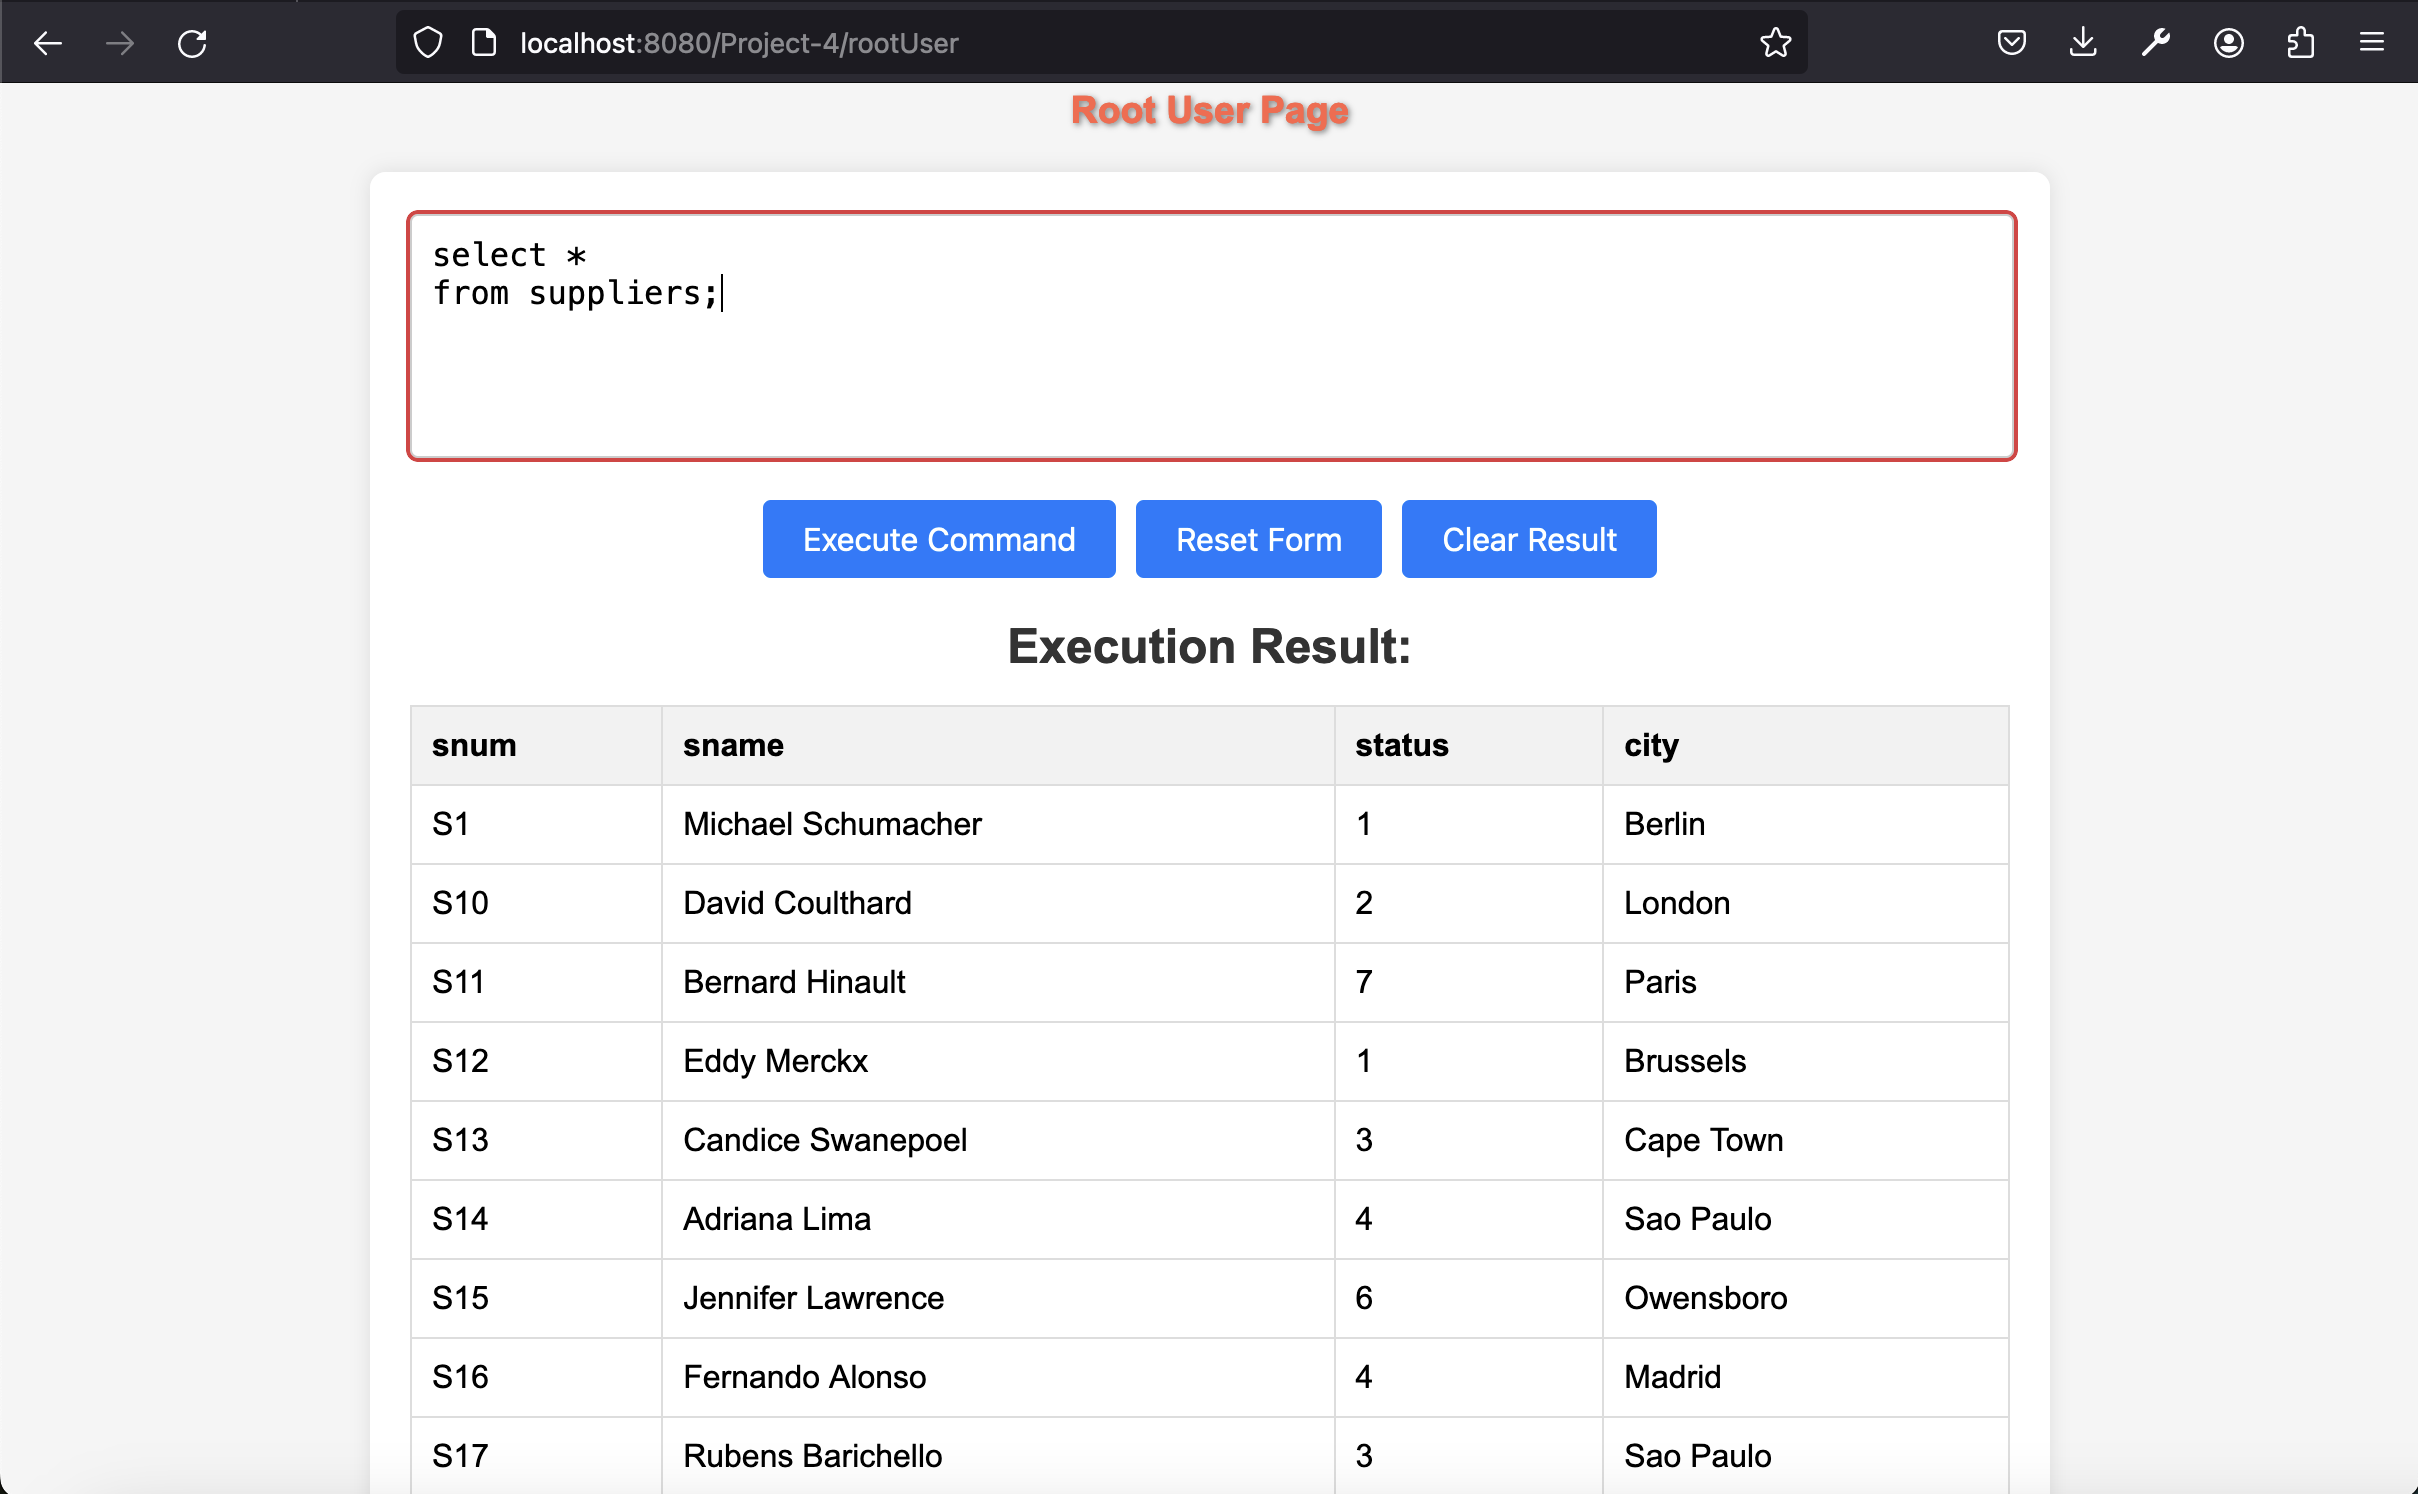 localhost:8080/Project-4/rootUser
Root User Page
select *
from suppliers;
Execute Command Reset Form Clear Result
Execution Result:
snum sname status city
S1 Michael Schumacher 1 Berlin
S10 David Coulthard 2 London
S11 Bernard Hinault 7 Paris
S12 Eddy Merckx 1 Brussels
S13 Candice Swanepoel 3 Cape Town
S14 Adriana Lima 4 Sao Paulo
S15 Jennifer Lawrence 6 Owensboro
S16 Fernando Alonso 4 Madrid
S17 Rubens Barichello 3 Sao Paulo